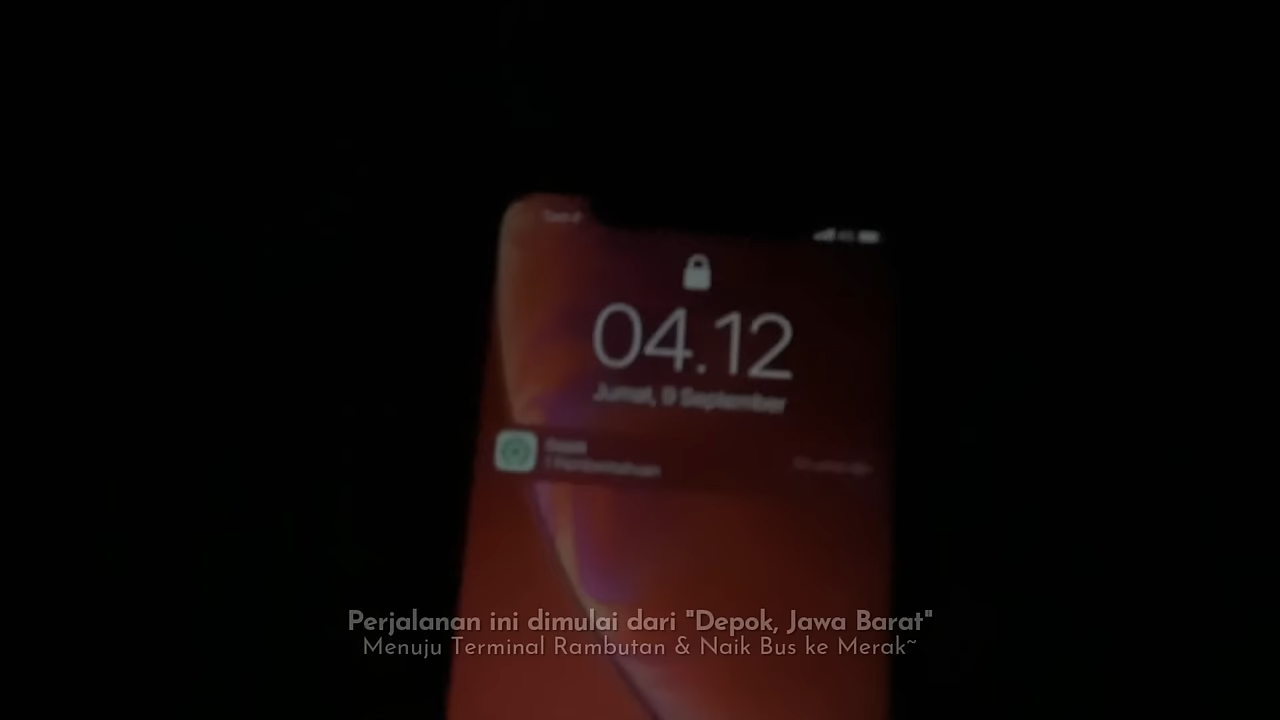 04.12
Jumat, 9 September
Perjalanan ini dimulai dari "Depok, Jawa Barat"
Menuju Terminal Rambutan & Naik Bus ke Merak~